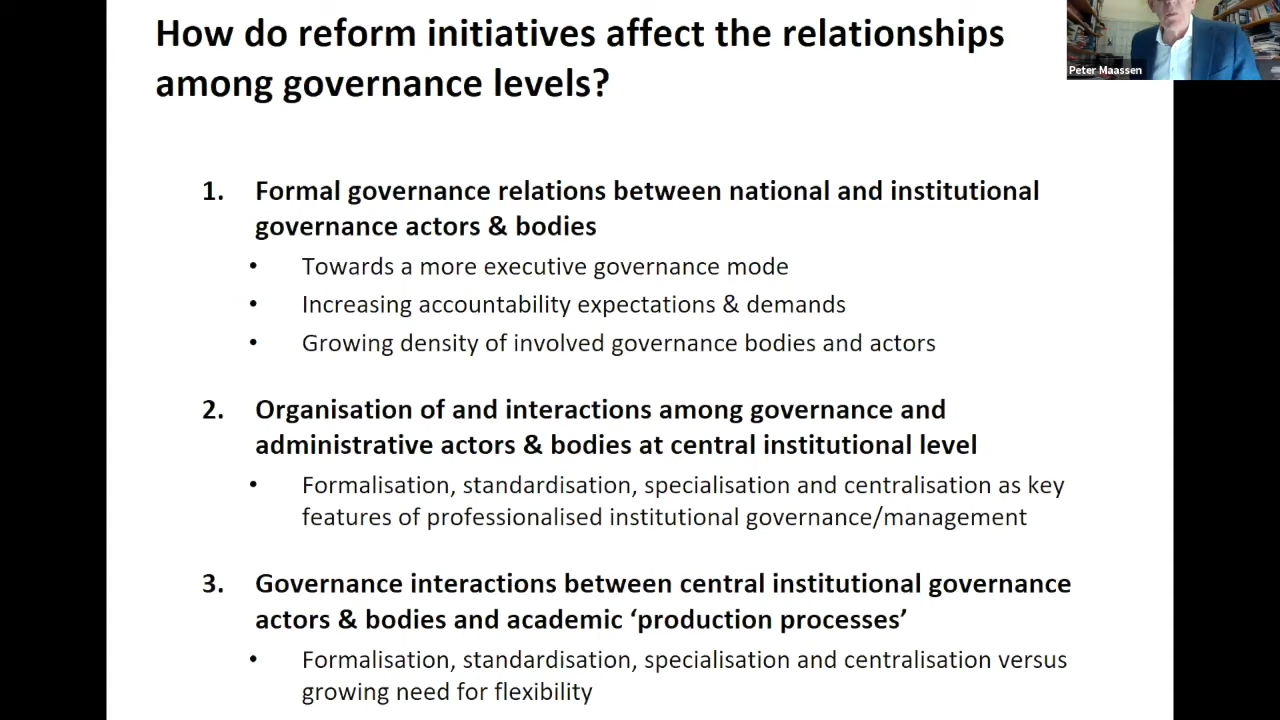 How do reform initiatives affect the relationships
among governance levels?
Peter Maassen
1. Formal governance relations between national and institutional
governance actors & bodies
• Towards a more executive governance mode
• Increasing accountability expectations & demands
• Growing density of involved governance bodies and actors
2. Organisation of and interactions among governance and
administrative actors & bodies at central institutional level
• Formalisation, standardisation, specialisation and centralisation as key
features of professionalised institutional governance/management
3. Governance interactions between central institutional governance
actors & bodies and academic ‘production processes’
• Formalisation, standardisation, specialisation and centralisation versus
growing need for flexibility